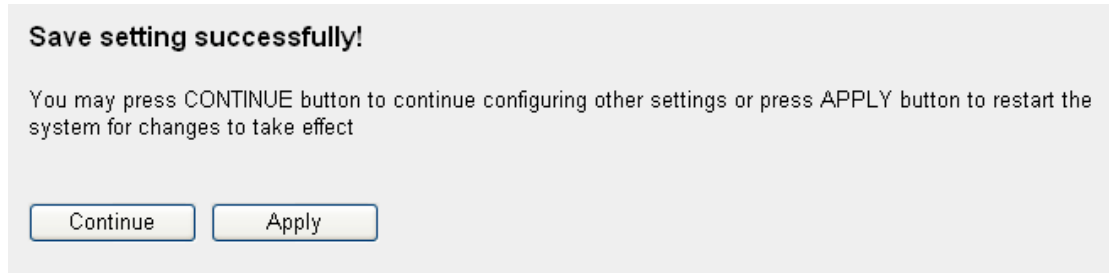 Save setting successfully!
You may press CONTINUE button to continue configuring other settings or press APPLY button to restart the
system for changes to take effect
Continue
Apply